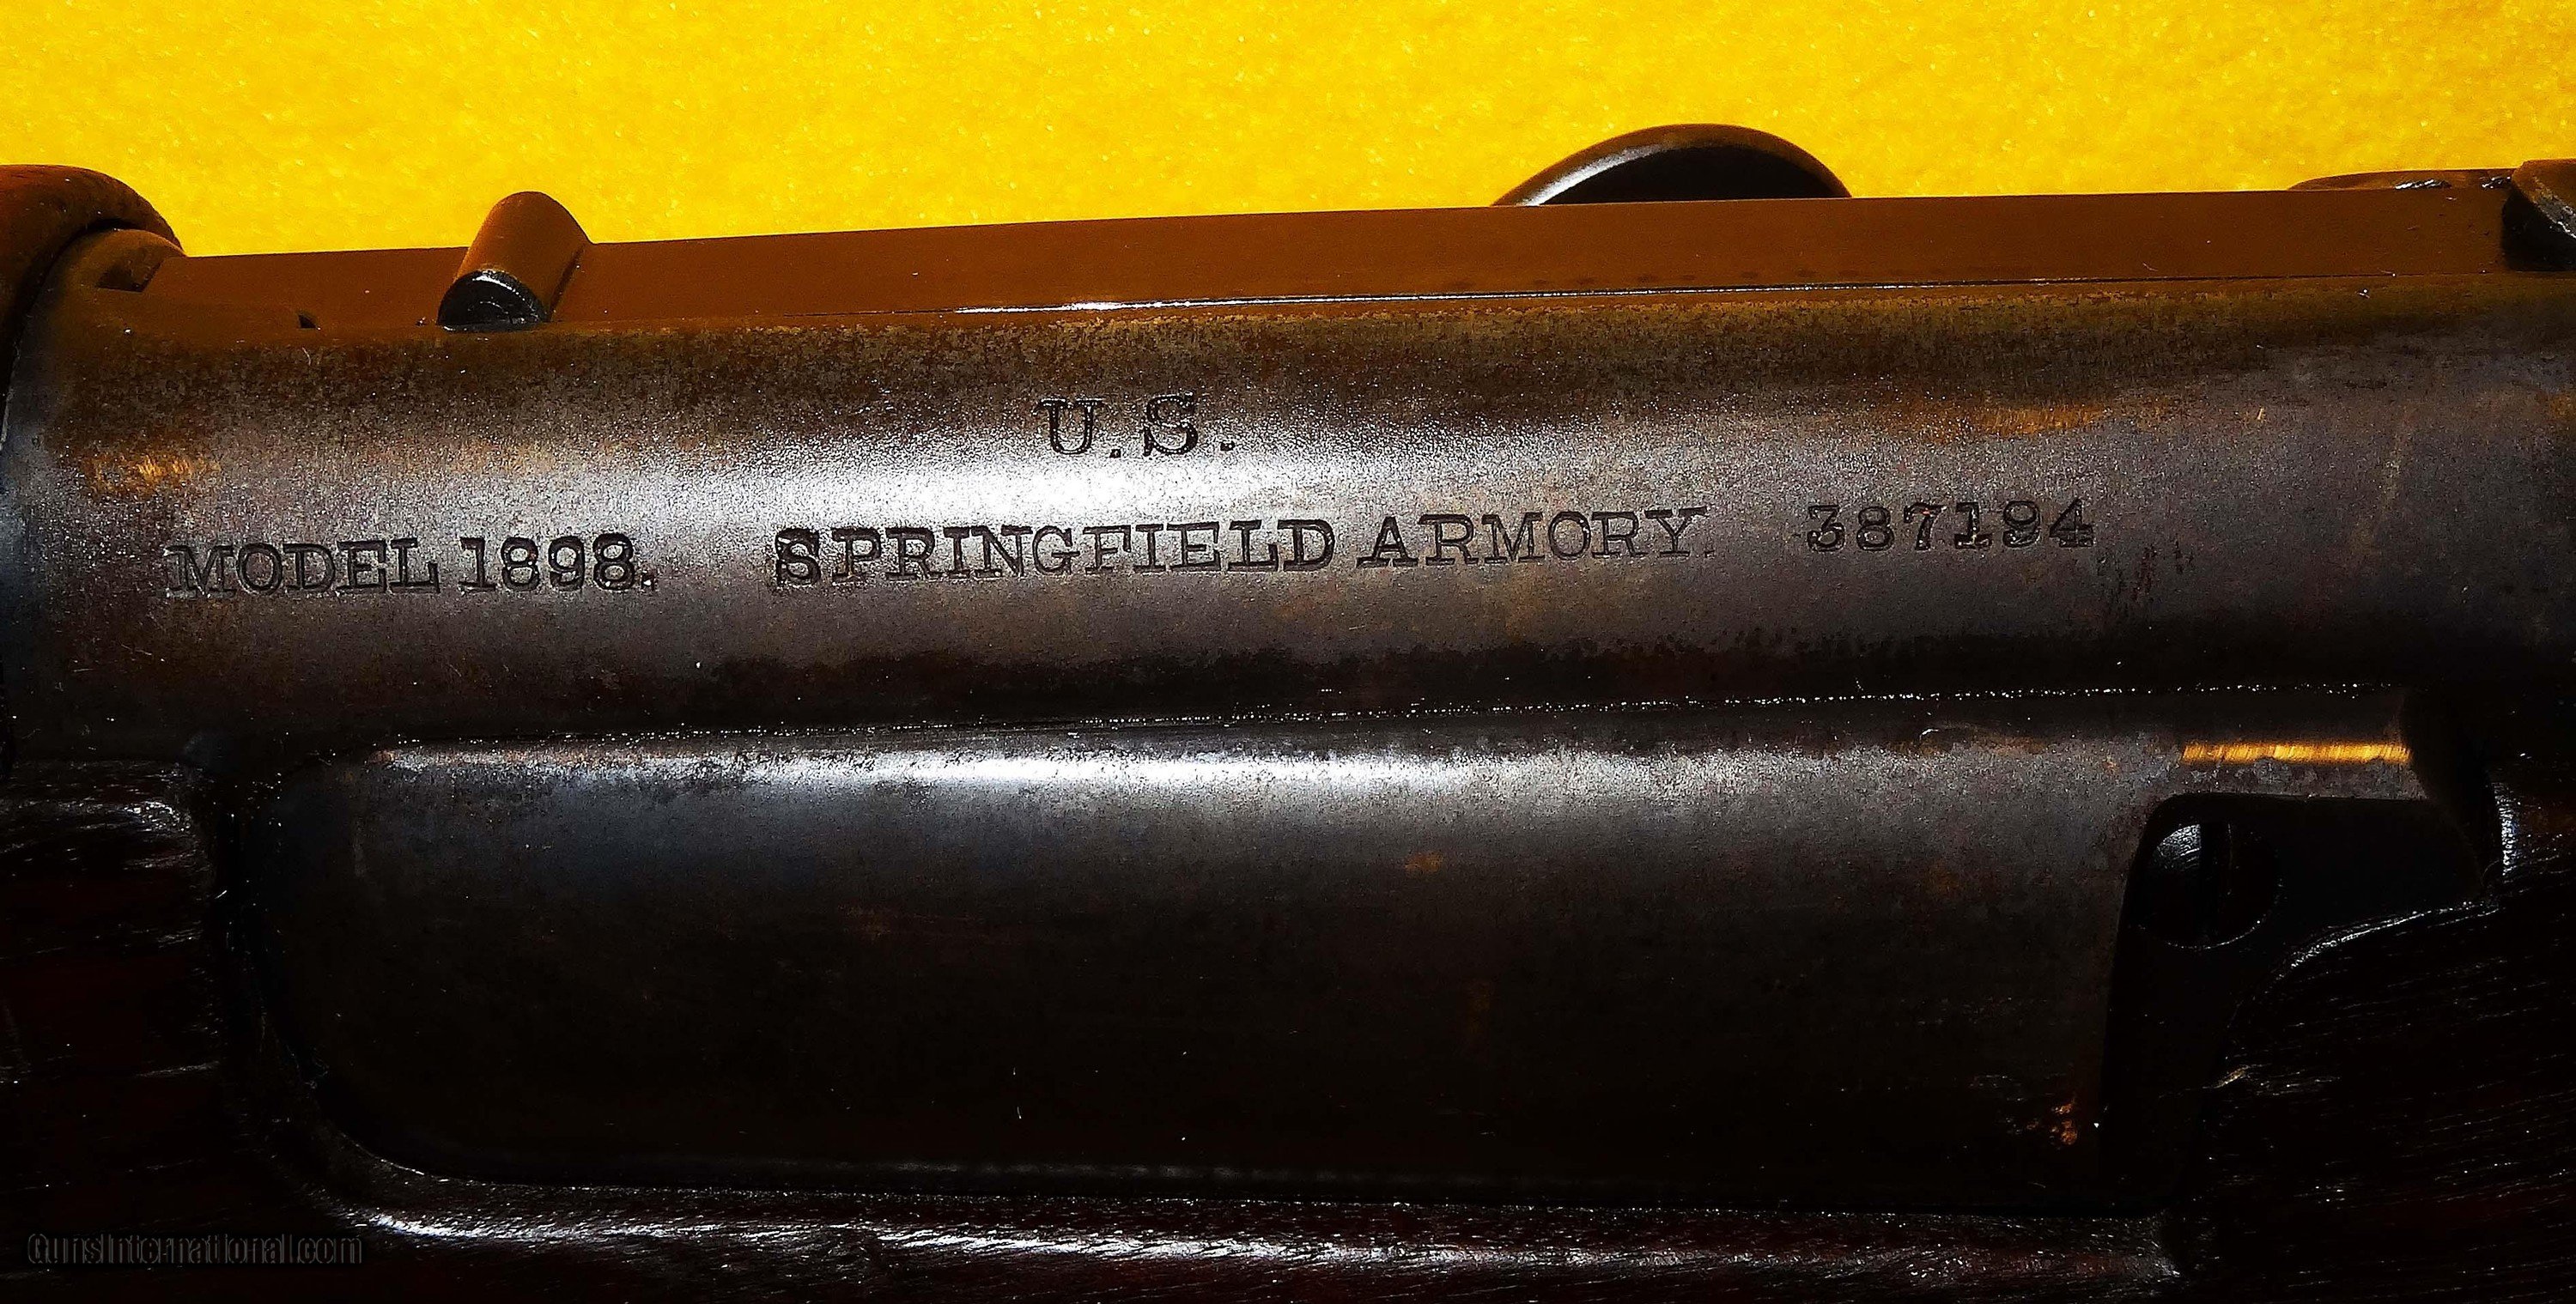 U.S.
MODEL 1898. SPRINGFIELD ARMORY. 387194
GunsInternational.com